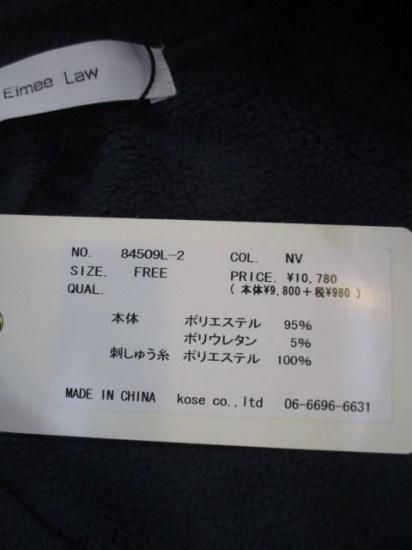 Eimee Law
NO. 84509L-2 COL. NV
SIZE. FREE PRICE. ¥10,780
QUAL. ( 本体¥9,800+税¥980 )
本体 ポリエステル 95%
ポリウレタン 5%
刺しゅう糸 ポリエステル 100%
MADE IN CHINA kose co.,ltd 06-6696-6631